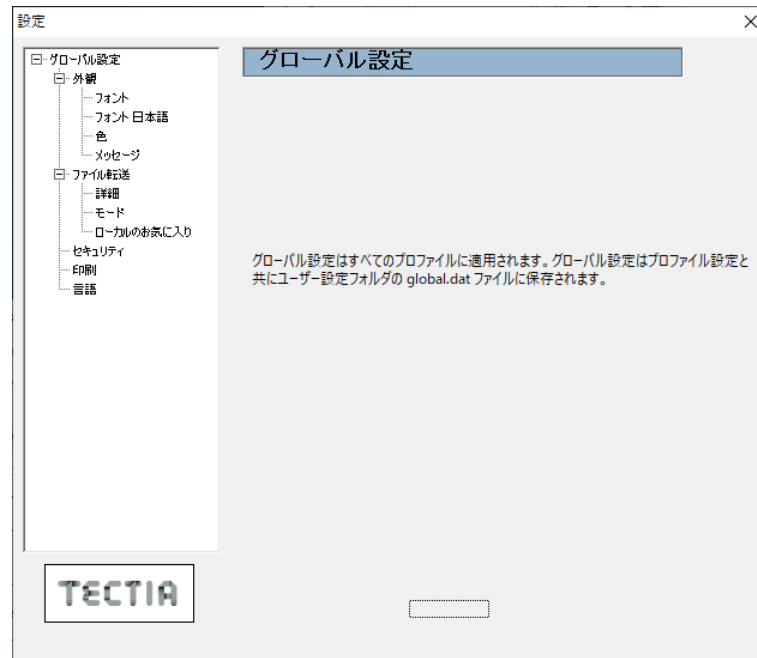 設定
グローバル設定
外観
フォント
フォント 日本語
色
メッセージ
ファイル転送
詳細
モード
ローカルのお気に入り
セキュリティ
印刷
言語
グローバル設定
グローバル設定はすべてのプロファイルに適用されます。グローバル設定はプロファイル設定と
共にユーザー設定フォルダの global.dat ファイルに保存されます。
TECTIA